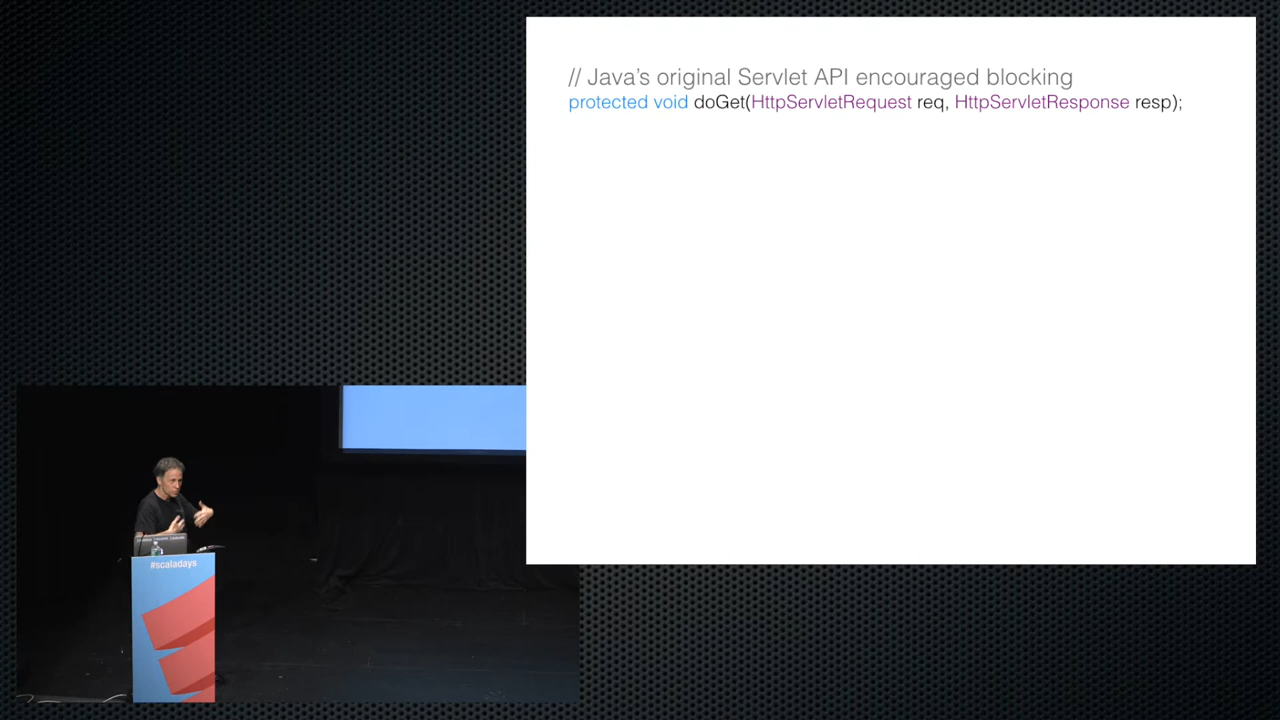 // Java’s original Servlet API encouraged blocking
protected void doGet(HttpServletRequest req, HttpServletResponse resp);
#scaladays